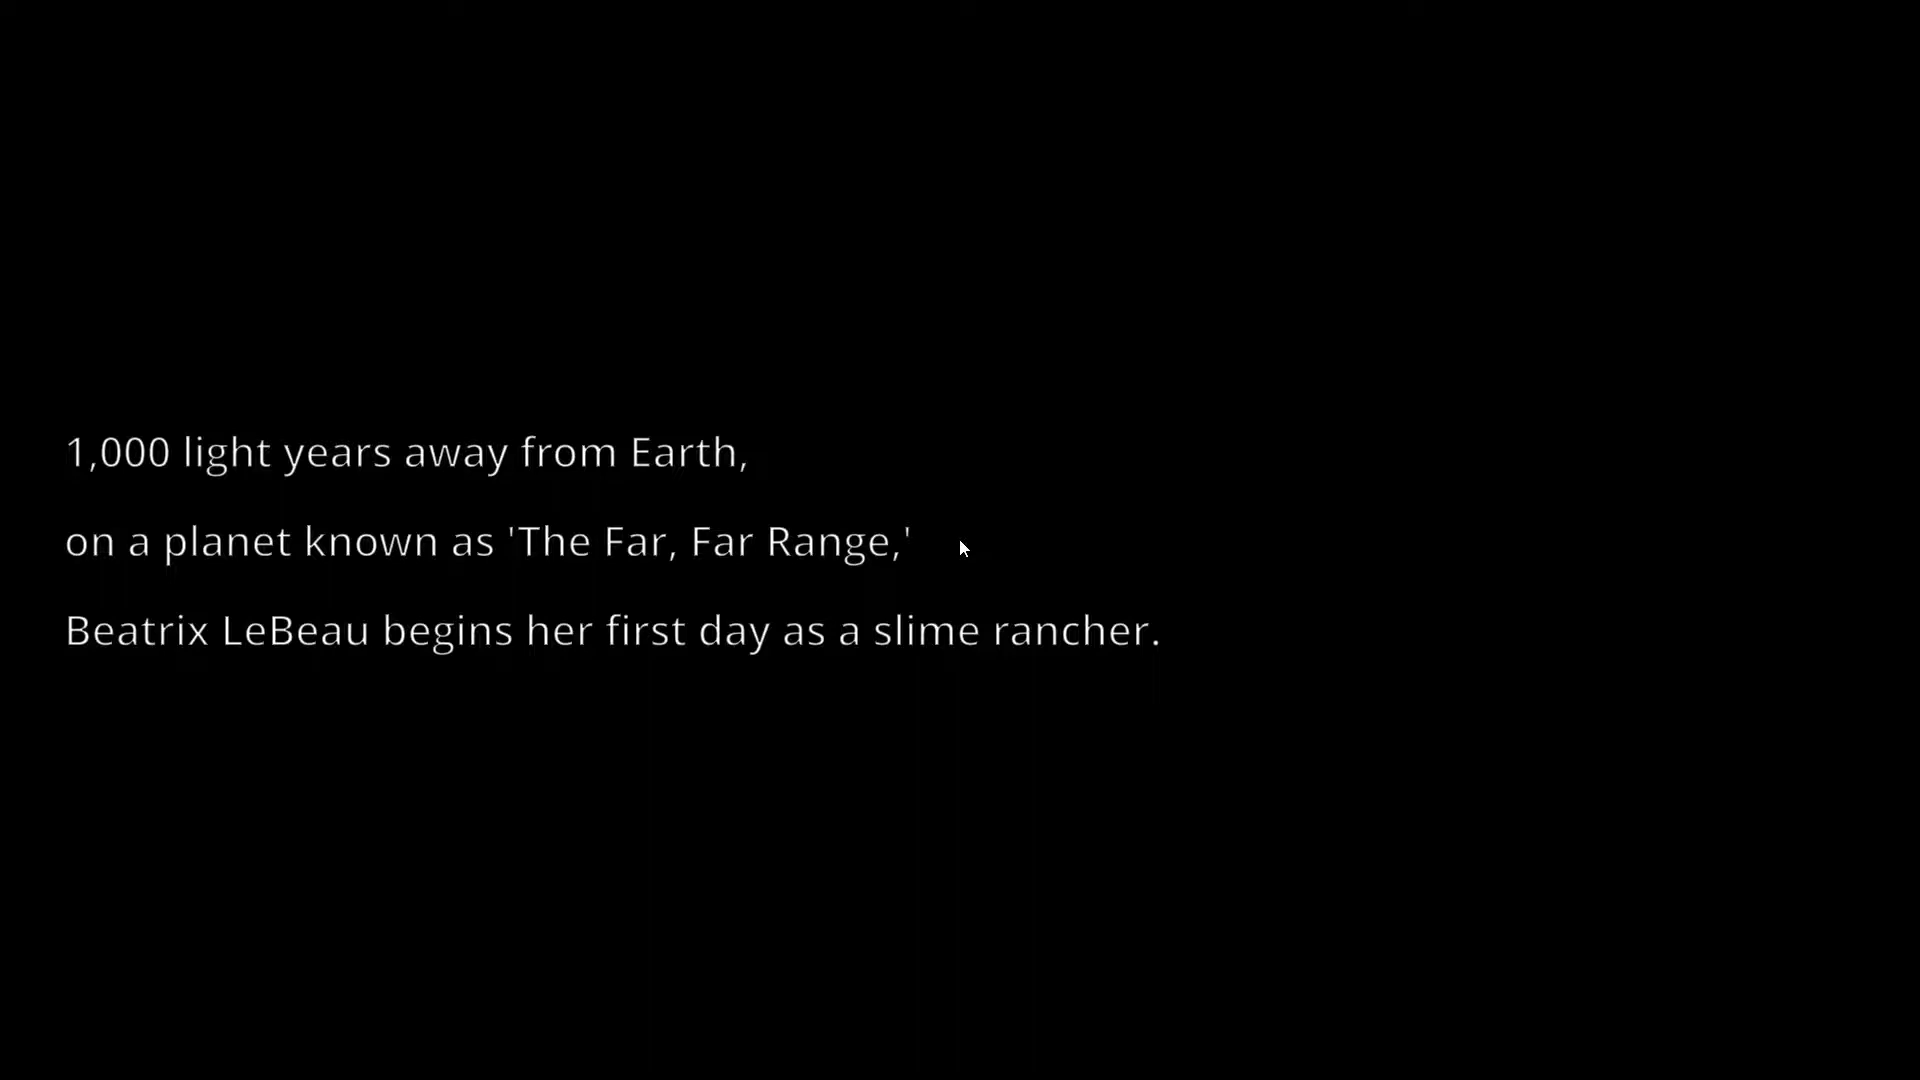 1,000 light years away from Earth,
on a planet known as 'The Far, Far Range,'
Beatrix LeBeau begins her first day as a slime rancher.